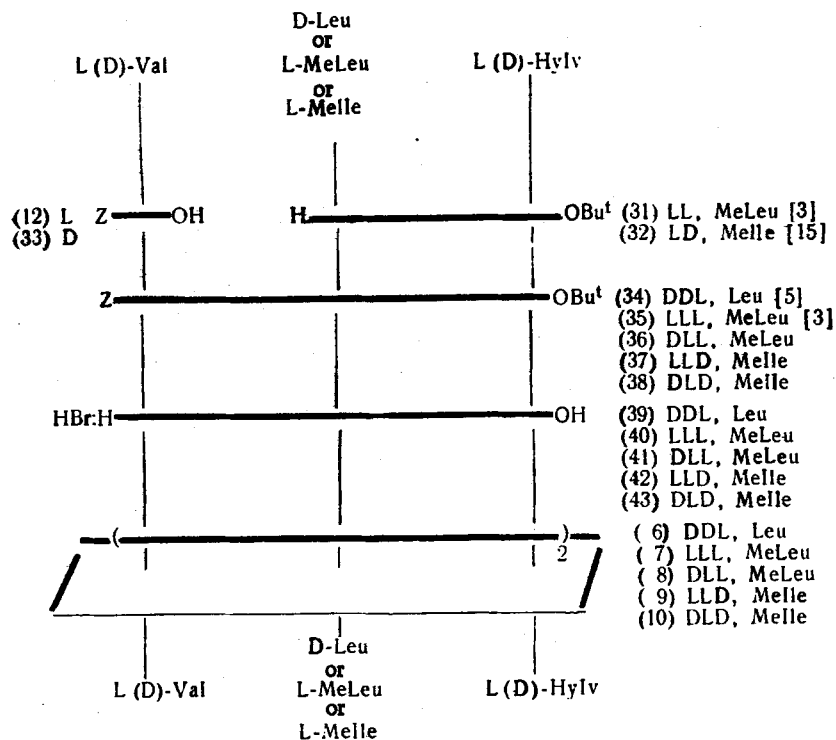 D-Leu
or
L (D)-Val L-MeLeu L (D)-HyIv
or
L-MeIle
(12) L Z OH H OBuᵗ (31) LL, MeLeu [3]
(33) D (32) LD, MeIle [15]
Z OBuᵗ (34) DDL, Leu [5]
(35) LLL, MeLeu [3]
(36) DLL, MeLeu
(37) LLD, MeIle
(38) DLD, MeIle
HBr·H OH (39) DDL, Leu
(40) LLL, MeLeu
(41) DLL, MeLeu
(42) LLD, MeIle
(43) DLD, MeIle
( )₂ ( 6) DDL, Leu
( 7) LLL, MeLeu
( 8) DLL, MeLeu
( 9) LLD, MeIle
(10) DLD, MeIle
D-Leu
or
L (D)-Val L-MeLeu L (D)-HyIv
or
L-MeIle